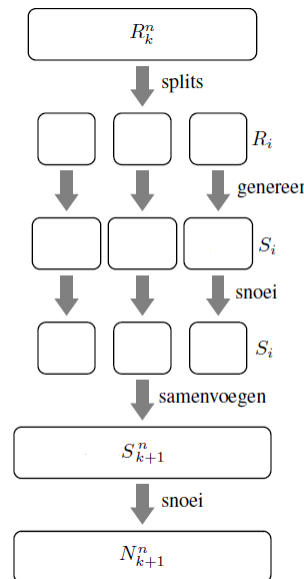 $R_k^n$
splits
$R_i$
genereer
$S_i$
snoei
$S_i$
samenvoegen
$S_{k+1}^n$
snoei
$N_{k+1}^n$